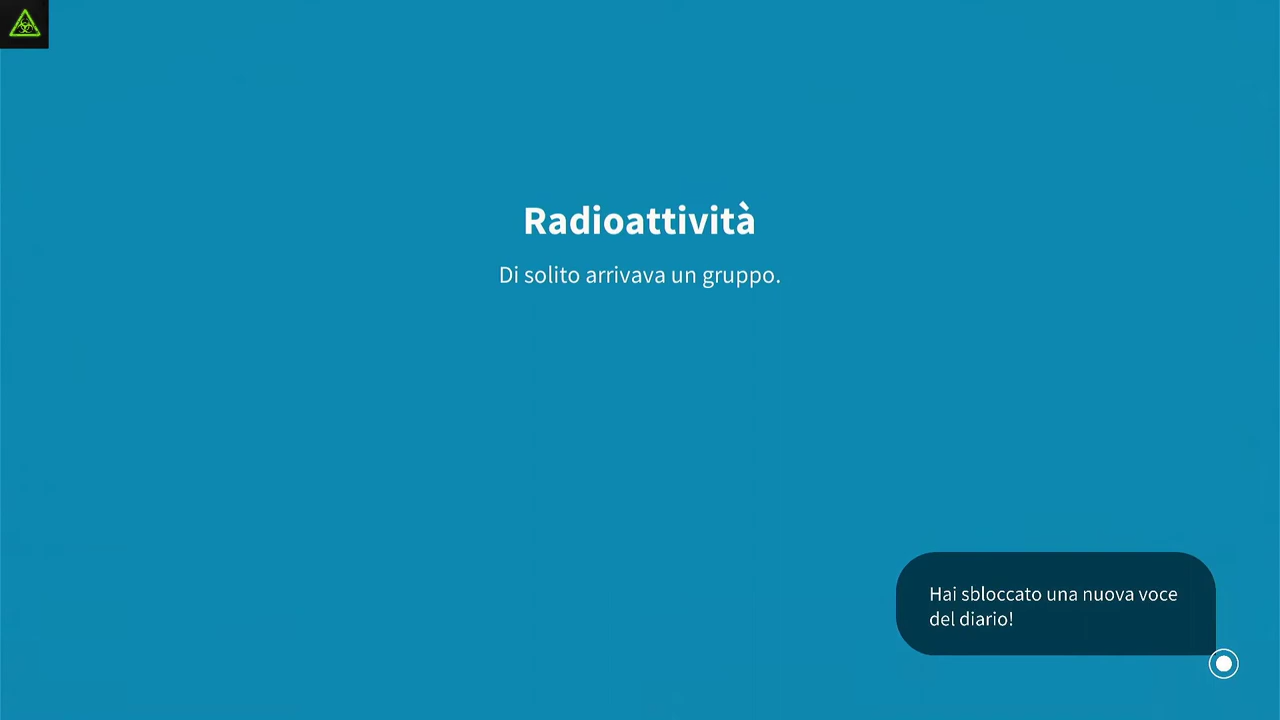 Radioattività
Di solito arrivava un gruppo.
Hai sbloccato una nuova voce
del diario!